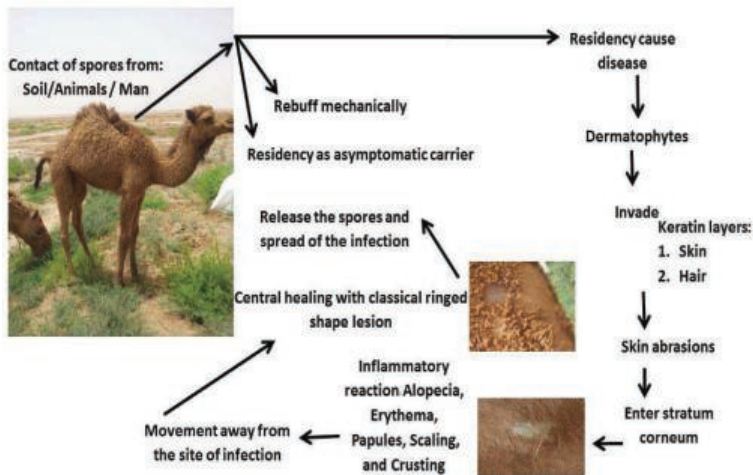 Contact of spores from:
Soil/Animals / Man
Residency cause
disease
Rebuff mechanically
Residency as asymptomatic carrier
Dermatophytes
Invade
Keratin layers:
1. Skin
2. Hair
Skin abrasions
Enter stratum
corneum
Inflammatory
reaction Alopecia,
Erythema,
Papules, Scaling,
and Crusting
Movement away from
the site of infection
Central healing with classical ringed
shape lesion
Release the spores and
spread of the infection